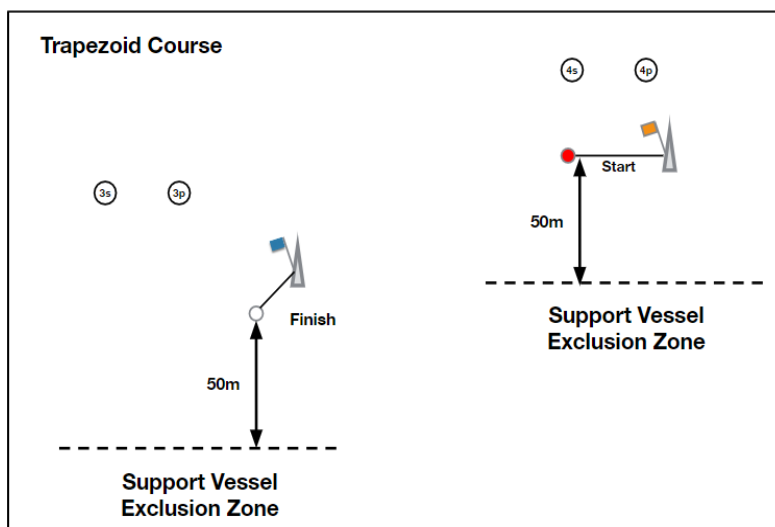 Trapezoid Course
4s
4p
Start
50m
Support Vessel
Exclusion Zone
3s
3p
Finish
50m
Support Vessel
Exclusion Zone